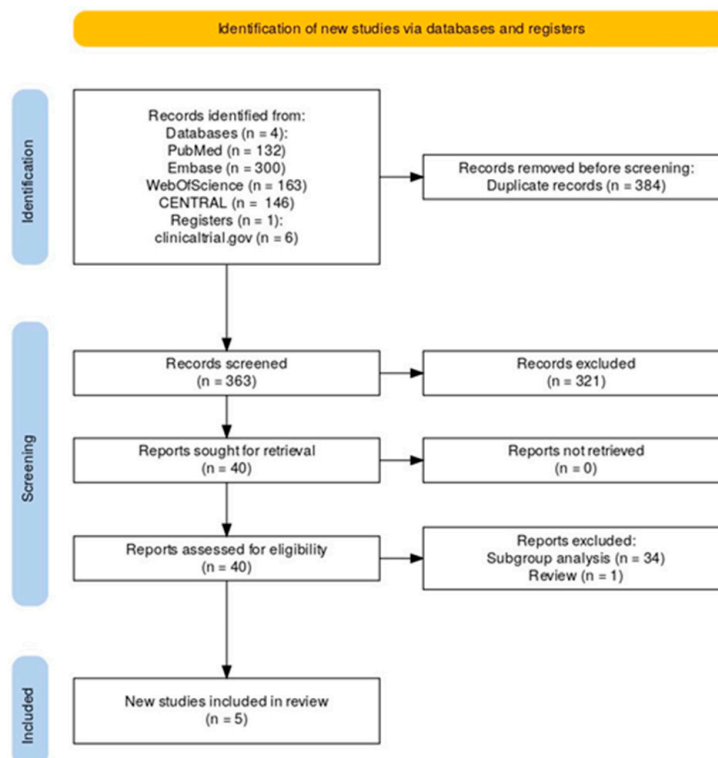 Identification of new studies via databases and registers
Identification
Records identified from:
Databases (n = 4):
PubMed (n = 132)
Embase (n = 300)
WebOfScience (n = 163)
CENTRAL (n = 146)
Registers (n = 1):
clinicaltrial.gov (n = 6)
Records removed before screening:
Duplicate records (n = 384)
Screening
Records screened
(n = 363)
Records excluded
(n = 321)
Reports sought for retrieval
(n = 40)
Reports not retrieved
(n = 0)
Reports assessed for eligibility
(n = 40)
Reports excluded:
Subgroup analysis (n = 34)
Review (n = 1)
Included
New studies included in review
(n = 5)